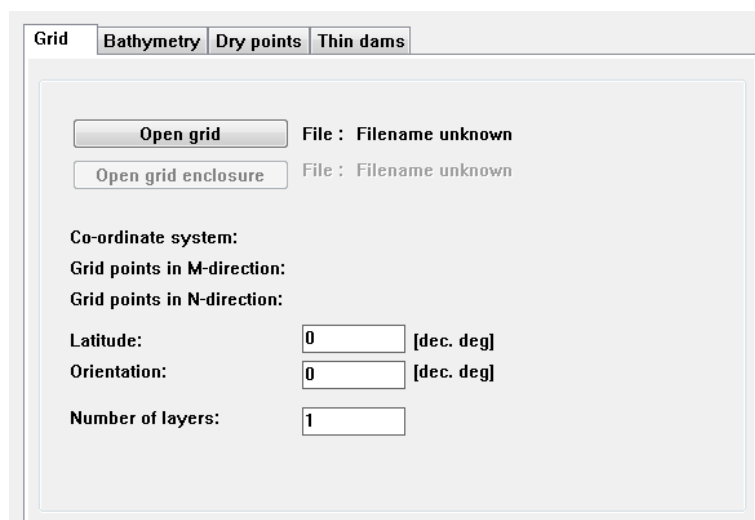 Grid Bathymetry Dry points Thin dams
Open grid File : Filename unknown
Open grid enclosure File : Filename unknown
Co-ordinate system:
Grid points in M-direction:
Grid points in N-direction:
Latitude: 0 [dec. deg]
Orientation: 0 [dec. deg]
Number of layers: 1